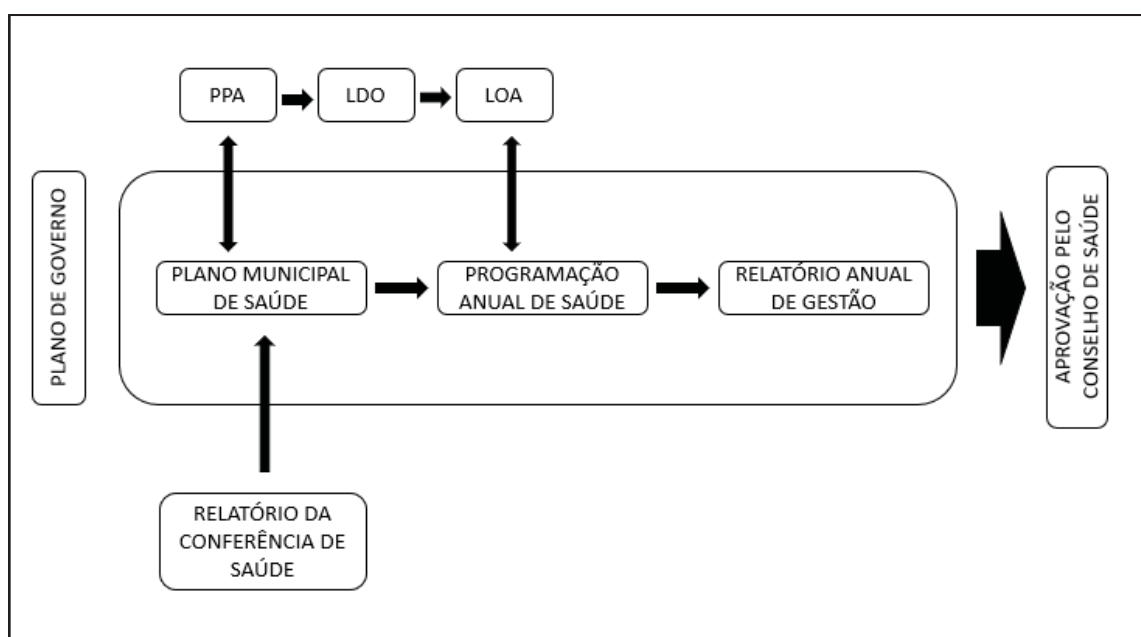 PPA
LDO
LOA
PLANO DE GOVERNO
PLANO MUNICIPAL
DE SAÚDE
PROGRAMAÇÃO
ANUAL DE SAÚDE
RELATÓRIO ANUAL
DE GESTÃO
APROVAÇÃO PELO
CONSELHO DE SAÚDE
RELATÓRIO DA
CONFERÊNCIA DE
SAÚDE